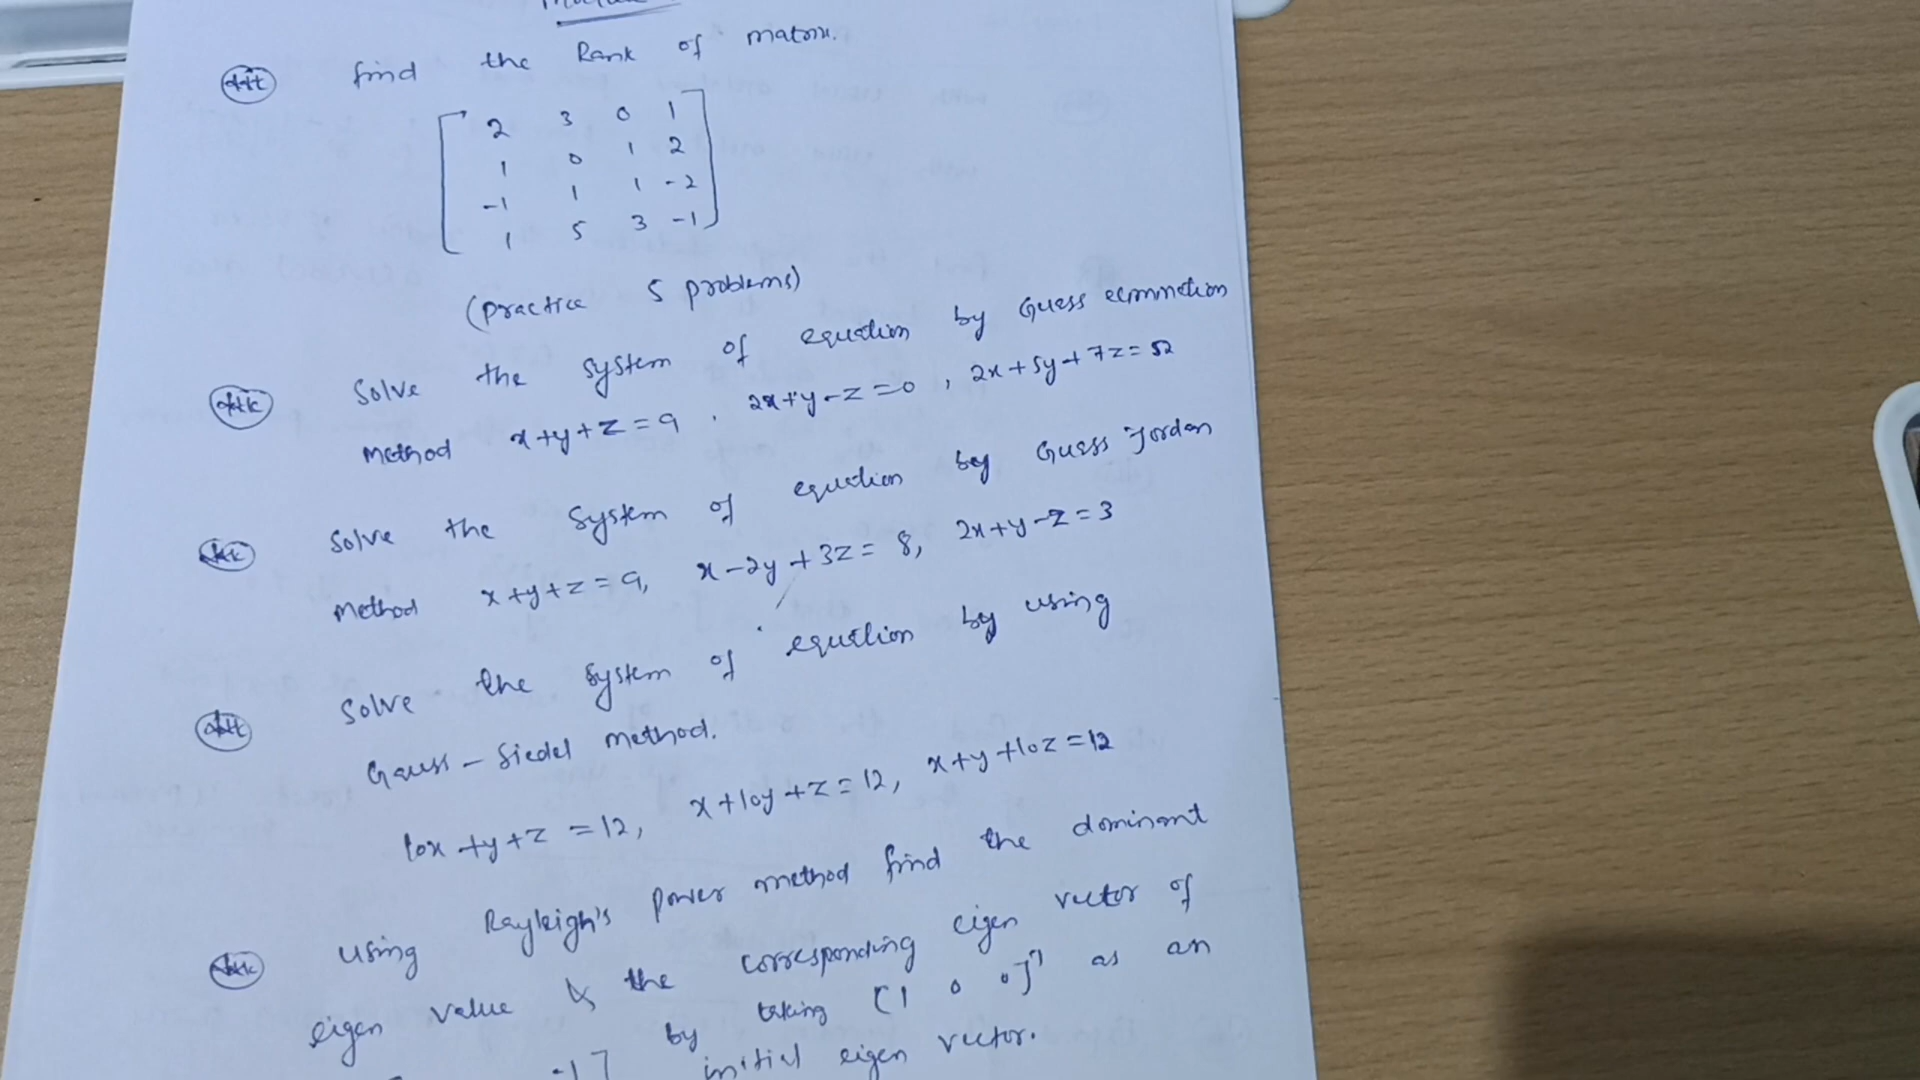 find the Rank of matrix.
2 3 0 1
1 0 1 2
-1 1 1 -2
1 5 3 -1
(practice 5 problems)
Solve the system of equation by Guess elimination
method x+y+z=9, 2x+y-z=0, 2x+5y+7z=52
Solve the system of equation by Guess Jordan
method x+y+z=9, x-2y+3z=8, 2x+y-z=3
Solve the system of equation by using
Gauss-Siedel method.
10x+y+z=12, x+10y+z=12, x+y+10z=12
using Rayleigh's power method find the dominant
eigen value & the corresponding eigen vector of
by taking [1 0 0]ᵀ as an
-1] initial eigen vector.